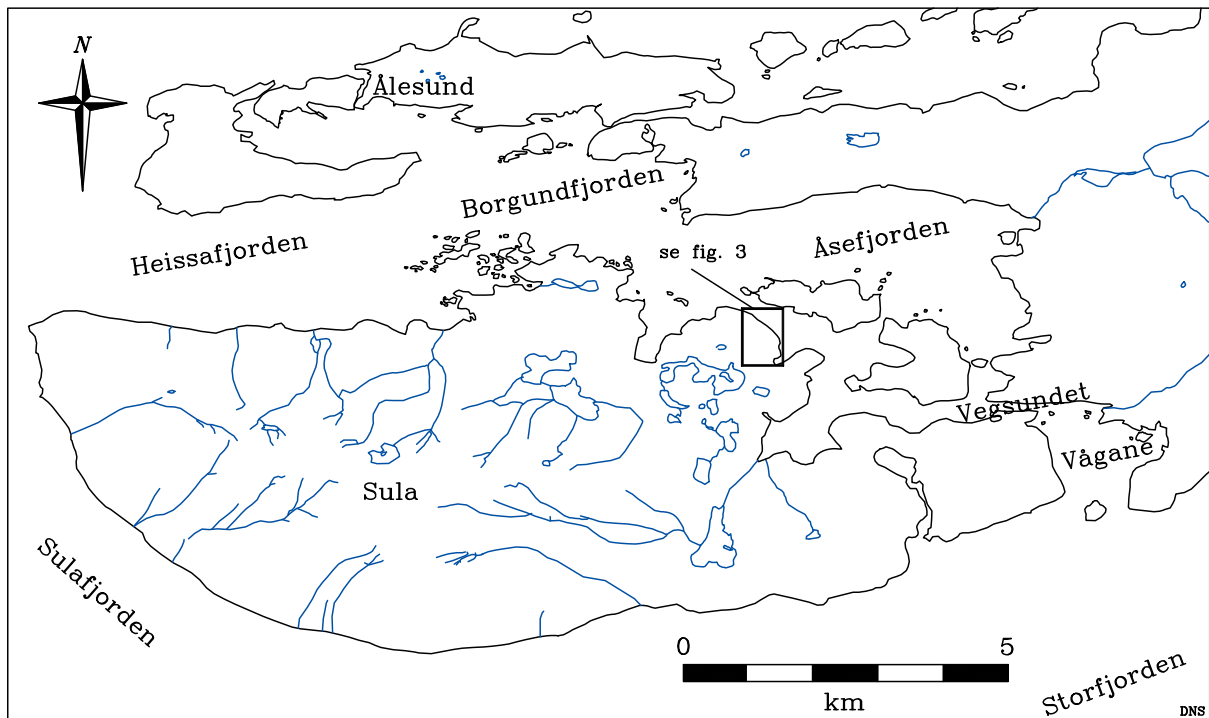 N
Ålesund
Borgundfjorden
Heissafjorden
Åsefjorden
se fig. 3
Vegsundet
Vågane
Sula
Sulafjorden
0 5
km
Storfjorden
DNS